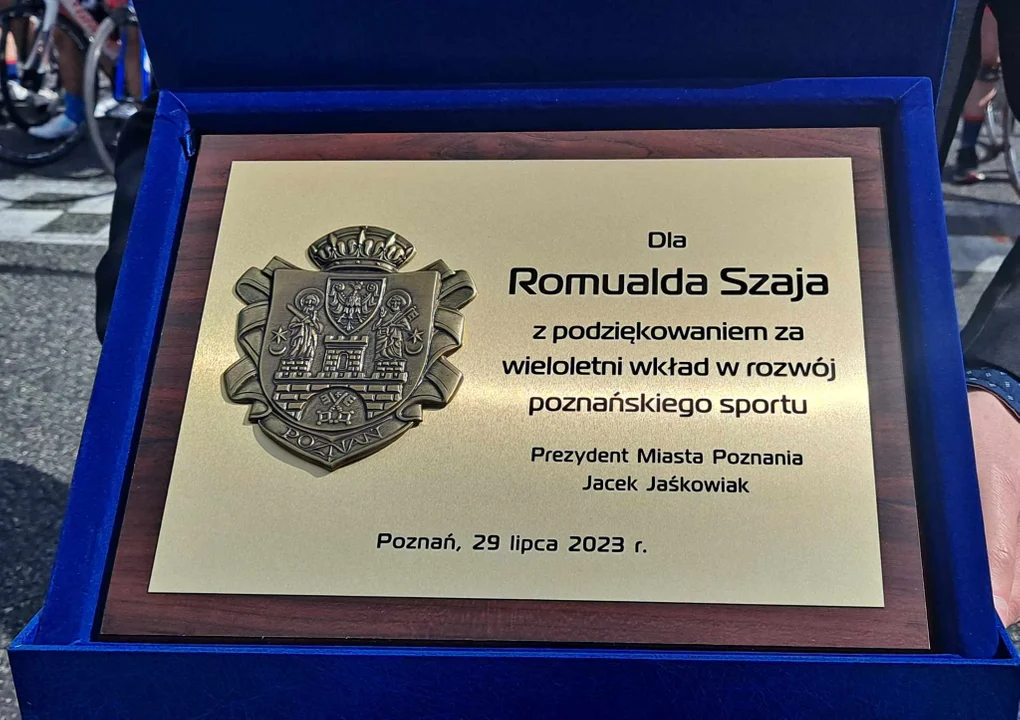 POZNAŃ
Dla
Romualda Szaja
z podziękowaniem za
wieloletni wkład w rozwój
poznańskiego sportu
Prezydent Miasta Poznania
Jacek Jaśkowiak
Poznań, 29 lipca 2023 r.